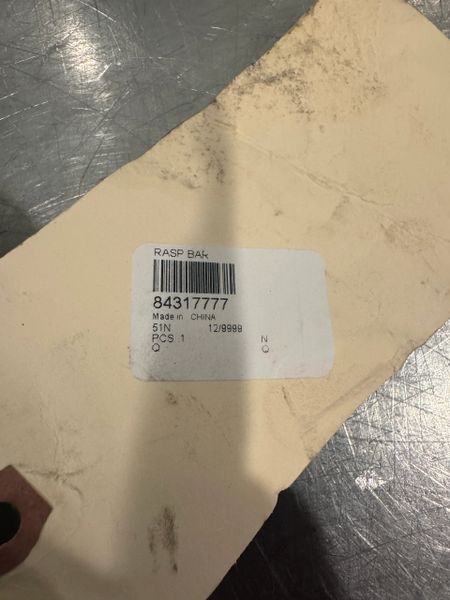 RASP BAR
84317777
Made in CHINA
51N 12/9999
PCS 1 N
Q Q